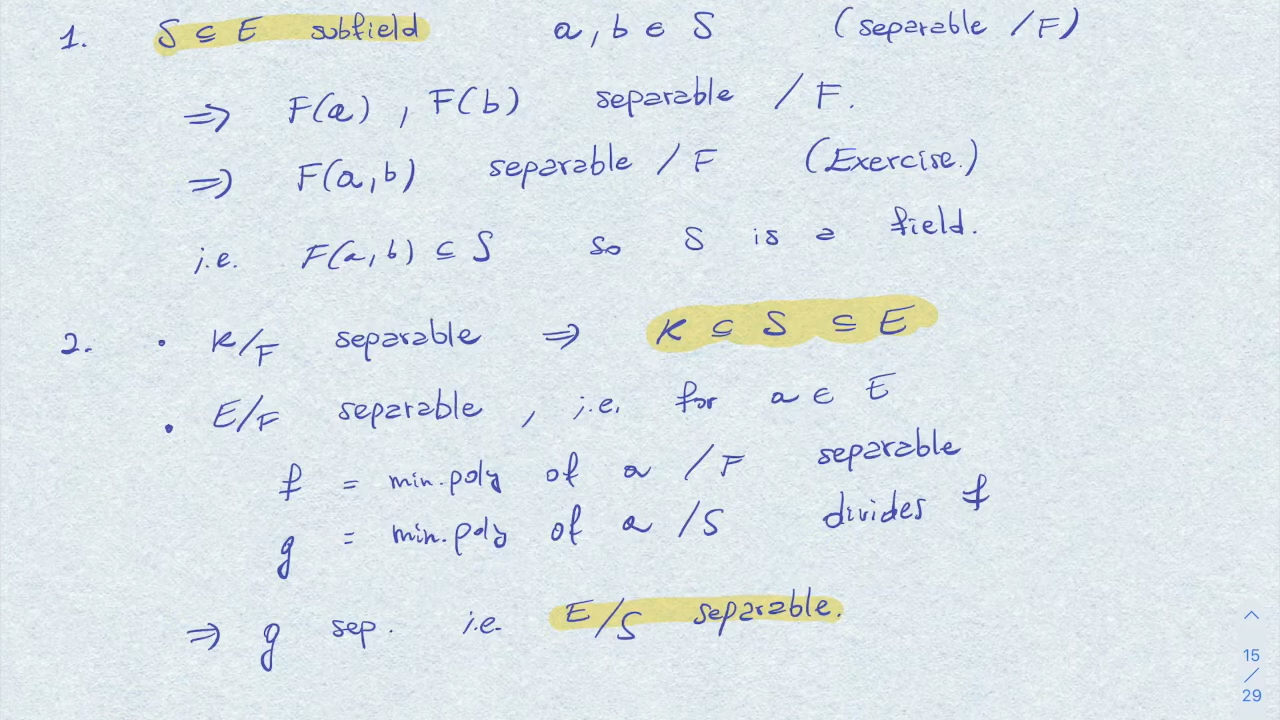 1. S ⊆ E subfield a, b ∈ S (separable / F)
⇒ F(a), F(b) separable / F.
⇒ F(a,b) separable / F (Exercise.)
i.e. F(a,b) ⊆ S so S is a field.
2. • K/F separable ⇒ K ⊆ S ⊆ E
• E/F separable, i.e. for a ∈ E
f = min.poly of a /F separable
g = min.poly of a /S divides f
⇒ g sep. i.e. E/S separable.
15
/
29